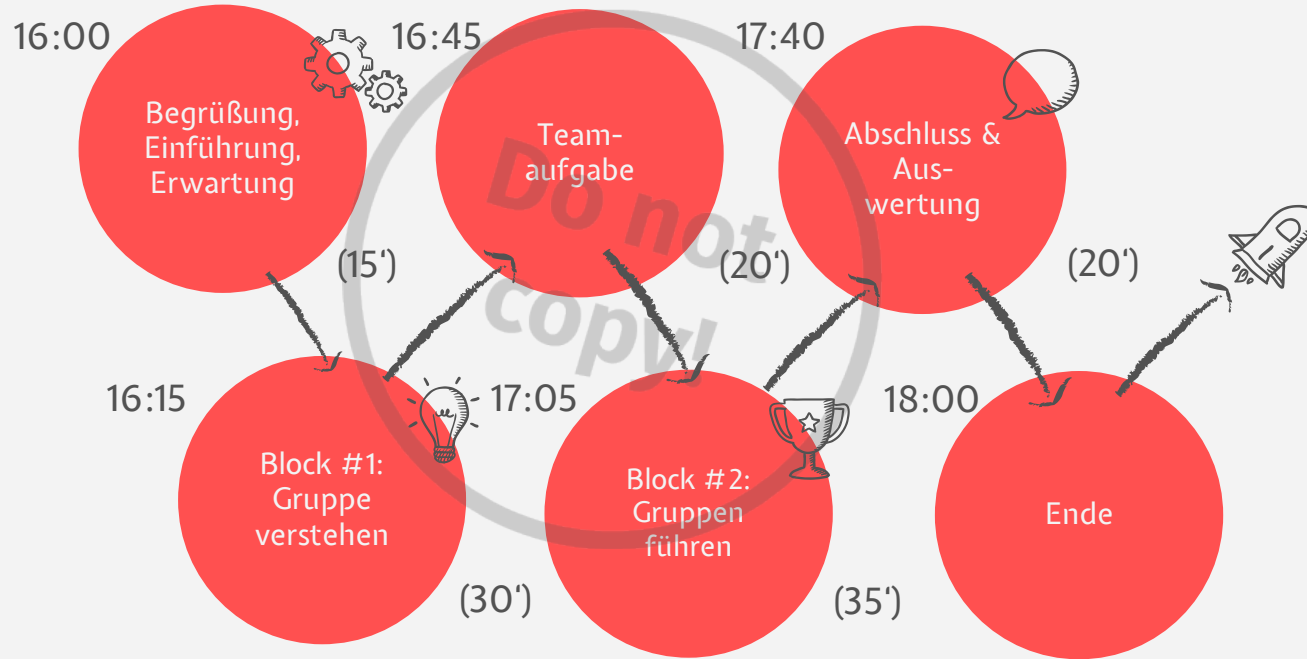 16:00
Begrüßung,
Einführung,
Erwartung
(15‘)
16:15
Block #1:
Gruppe
verstehen
(30‘)
16:45
Team-
aufgabe
(20‘)
17:05
Block #2:
Gruppen
führen
(35‘)
17:40
Abschluss &
Aus-
wertung
(20‘)
18:00
Ende
Do not
copy!